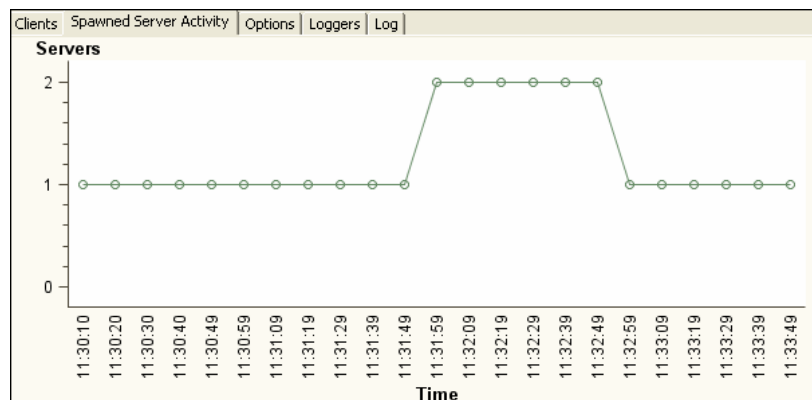 Clients Spawned Server Activity Options Loggers Log
Servers
2
1
0
11:30:10 11:30:20 11:30:30 11:30:40 11:30:49 11:30:59 11:31:09 11:31:19 11:31:29 11:31:39 11:31:49 11:31:59 11:32:09 11:32:19 11:32:29 11:32:39 11:32:49 11:32:59 11:33:09 11:33:19 11:33:29 11:33:39 11:33:49
Time